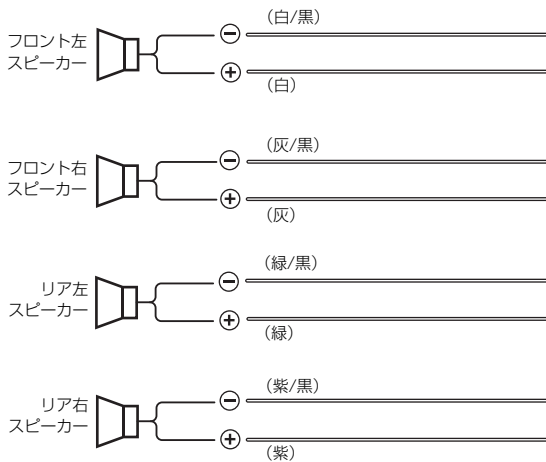 (白/黒)
フロント左
スピーカー
⊖
⊕
(白)
(灰/黒)
フロント右
スピーカー
⊖
⊕
(灰)
(緑/黒)
リア左
スピーカー
⊖
⊕
(緑)
(紫/黒)
リア右
スピーカー
⊖
⊕
(紫)